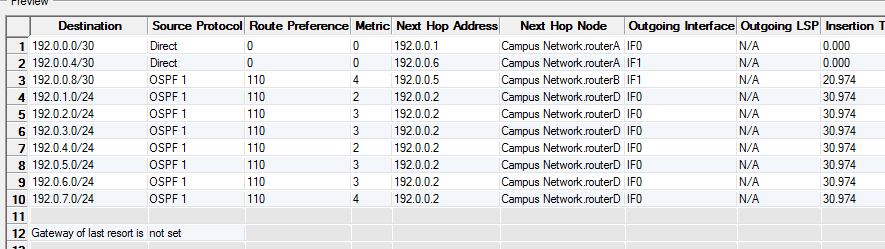 Preview
Destination Source Protocol Route Preference Metric Next Hop Address Next Hop Node Outgoing Interface Outgoing LSP Insertion T
1 192.0.0.0/30 Direct 0 0 192.0.0.1 Campus Network.routerA IF0 N/A 0.000
2 192.0.0.4/30 Direct 0 0 192.0.0.6 Campus Network.routerA IF1 N/A 0.000
3 192.0.0.8/30 OSPF 1 110 4 192.0.0.5 Campus Network.routerB IF1 N/A 20.974
4 192.0.1.0/24 OSPF 1 110 2 192.0.0.2 Campus Network.routerD IF0 N/A 30.974
5 192.0.2.0/24 OSPF 1 110 3 192.0.0.2 Campus Network.routerD IF0 N/A 30.974
6 192.0.3.0/24 OSPF 1 110 3 192.0.0.2 Campus Network.routerD IF0 N/A 30.974
7 192.0.4.0/24 OSPF 1 110 2 192.0.0.2 Campus Network.routerD IF0 N/A 30.974
8 192.0.5.0/24 OSPF 1 110 3 192.0.0.2 Campus Network.routerD IF0 N/A 30.974
9 192.0.6.0/24 OSPF 1 110 3 192.0.0.2 Campus Network.routerD IF0 N/A 30.974
10 192.0.7.0/24 OSPF 1 110 4 192.0.0.2 Campus Network.routerD IF0 N/A 30.974
11
12 Gateway of last resort is not set